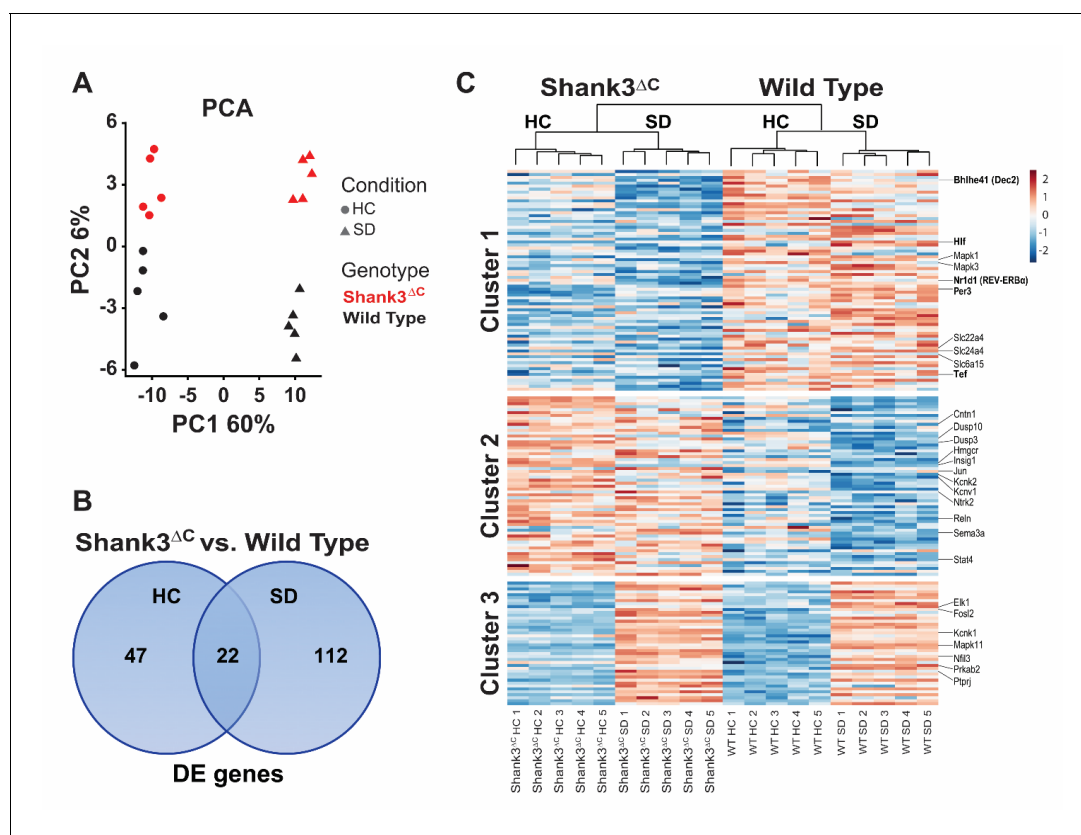 A
PCA
6
3
0
-3
-6
PC2 6%
-10
-5
0
5
10
PC1 60%
Condition
HC
SD
Genotype
Shank3ΔC
Wild Type
B
Shank3ΔC vs. Wild Type
HC
SD
47
22
112
DE genes
C
Shank3ΔC
Wild Type
HC
SD
HC
SD
Cluster 1
Cluster 2
Cluster 3
2
1
0
-1
-2
Bhlhe41 (Dec2)
Hlf
Mapk1
Mapk3
Nr1d1 (REV-ERBα)
Per3
Slc22a4
Slc24a4
Slc6a15
Tef
Cntn1
Dusp10
Dusp3
Hmgcr
Insig1
Jun
Kcnk2
Kcnv1
Ntrk2
Reln
Sema3a
Stat4
Elk1
Fosl2
Kcnk1
Mapk11
Nfil3
Prkab2
Ptprj
Shank3ΔC HC 1
Shank3ΔC HC 2
Shank3ΔC HC 3
Shank3ΔC HC 4
Shank3ΔC HC 5
Shank3ΔC SD 1
Shank3ΔC SD 2
Shank3ΔC SD 3
Shank3ΔC SD 4
Shank3ΔC SD 5
WT HC 1
WT HC 2
WT HC 3
WT HC 4
WT HC 5
WT SD 1
WT SD 2
WT SD 3
WT SD 4
WT SD 5